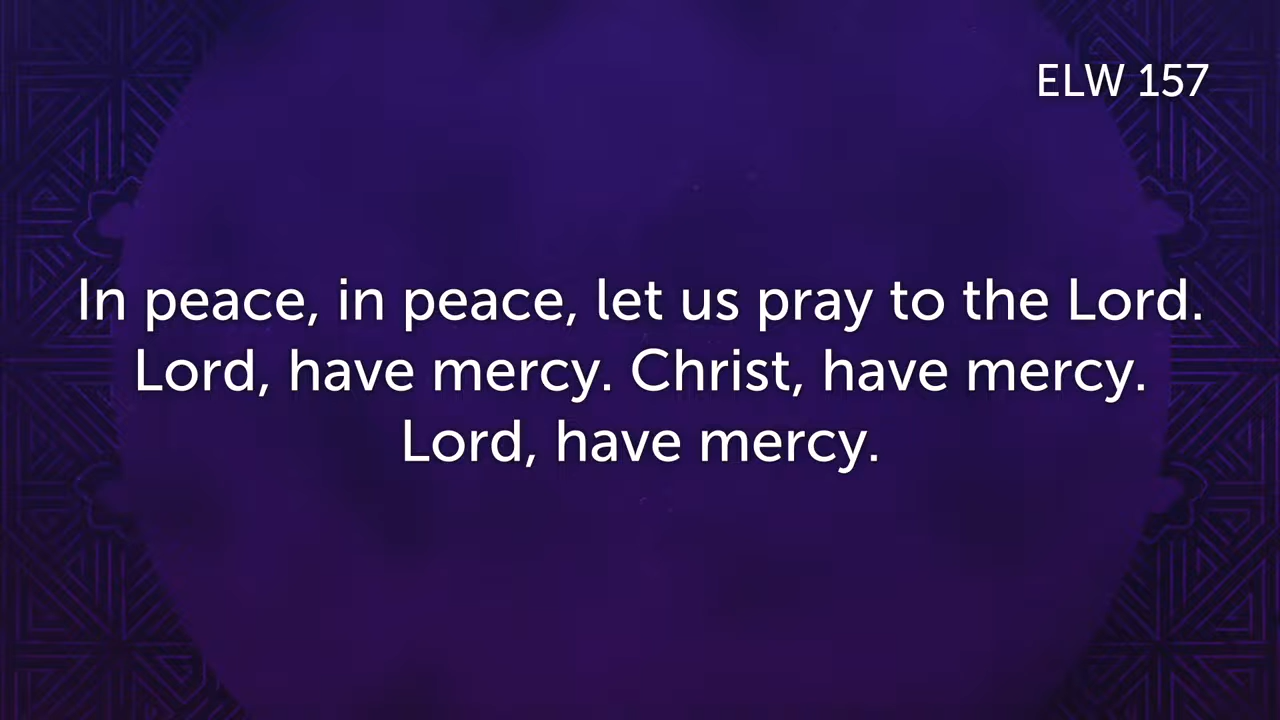 ELW 157
In peace, in peace, let us pray to the Lord.
Lord, have mercy. Christ, have mercy.
Lord, have mercy.